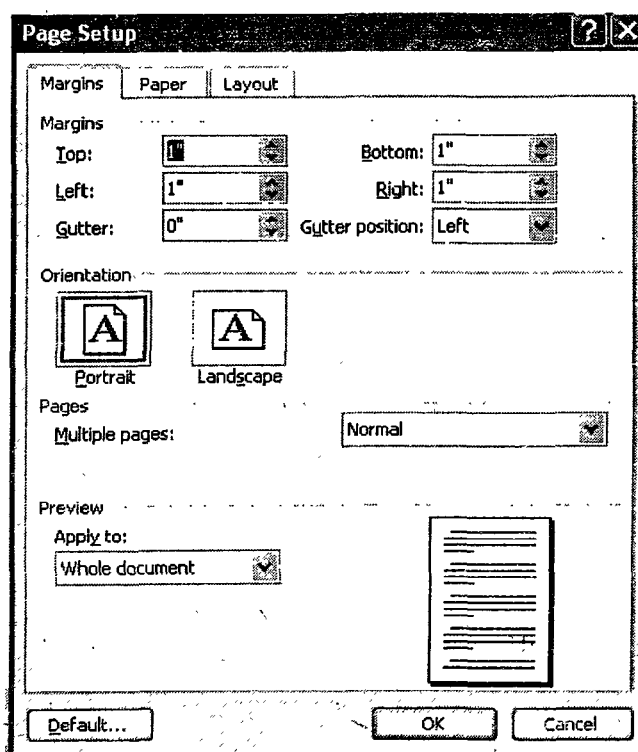 Page Setup
Margins Paper Layout
Margins
Top: 1" Bottom: 1"
Left: 1" Right: 1"
Gutter: 0" Gutter position: Left
Orientation
A A
Portrait Landscape
Pages
Multiple pages: Normal
Preview
Apply to:
Whole document
Default... OK Cancel